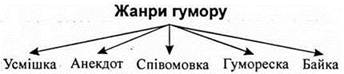 Жанри гумору
Усмішка Анекдот Співомовка Гумореска Байка